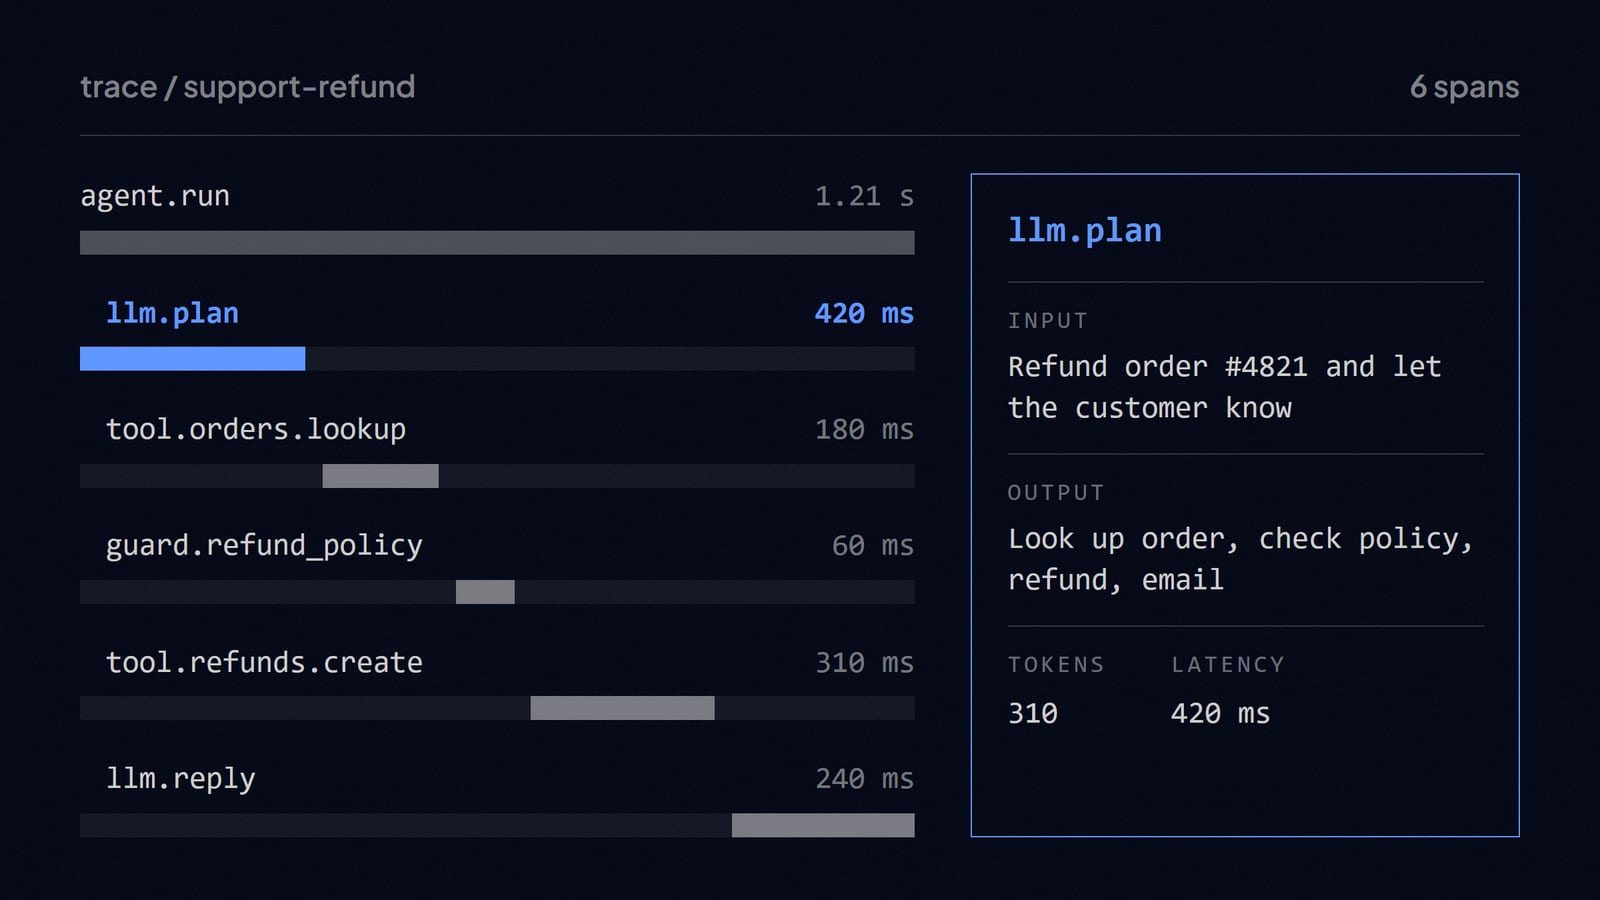 trace / support-refund
6 spans
agent.run
1.21 s
llm.plan
420 ms
tool.orders.lookup
180 ms
guard.refund_policy
60 ms
tool.refunds.create
310 ms
llm.reply
240 ms
llm.plan
INPUT
Refund order #4821 and let
the customer know
OUTPUT
Look up order, check policy,
refund, email
TOKENS
LATENCY
310
420 ms